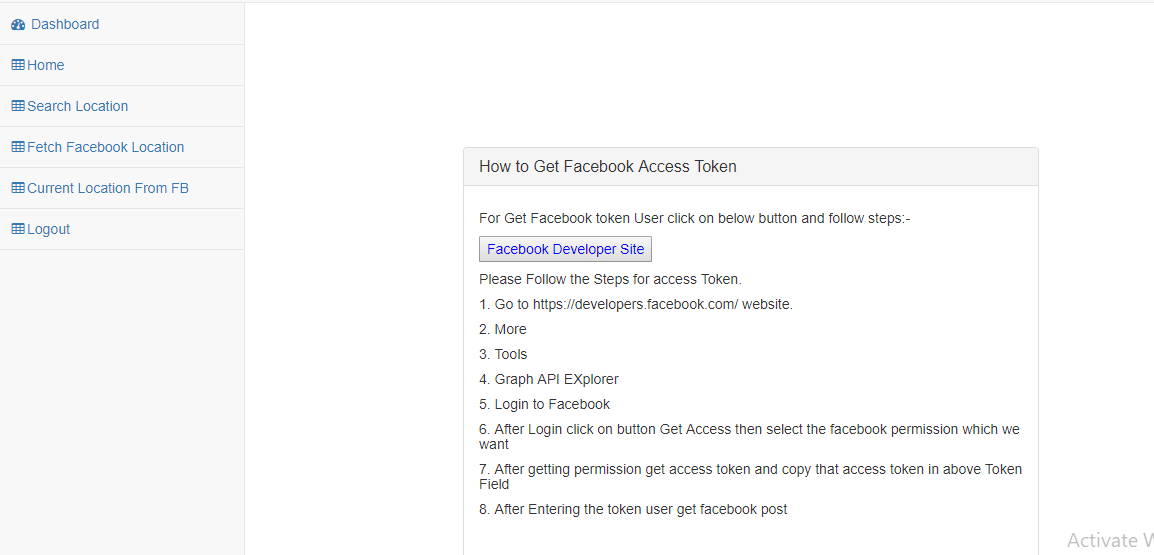 Dashboard
Home
Search Location
Fetch Facebook Location
Current Location From FB
Logout
How to Get Facebook Access Token
For Get Facebook token User click on below button and follow steps:-
Facebook Developer Site
Please Follow the Steps for access Token.
1. Go to https://developers.facebook.com/ website.
2. More
3. Tools
4. Graph API EXplorer
5. Login to Facebook
6. After Login click on button Get Access then select the facebook permission which we
want
7. After getting permission get access token and copy that access token in above Token
Field
8. After Entering the token user get facebook post
Activate